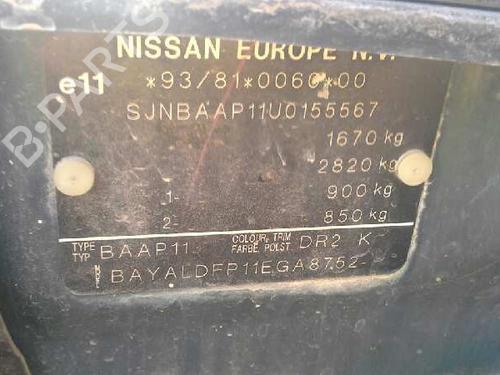 NISSAN EUROPE N.V.
e11 *93/81*0060*00
SJNBAAP11U0155567
1670 kg
2820 kg
1- 900 kg
2- 850 kg
TYPE TYP BAAP11 COLOUR, TRIM FARBE POLST DR2 K
BAYALDFP11EGA8752-